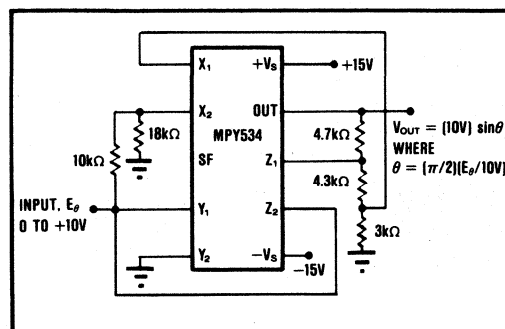 X1
+VS
+15V
X2
OUT
18kΩ
MPY534
4.7kΩ
VOUT = (10V) sinθ
WHERE
θ = (π/2)(Eθ/10V)
10kΩ
SF
Z1
4.3kΩ
INPUT, Eθ
0 TO +10V
Y1
Z2
3kΩ
Y2
−VS
−15V